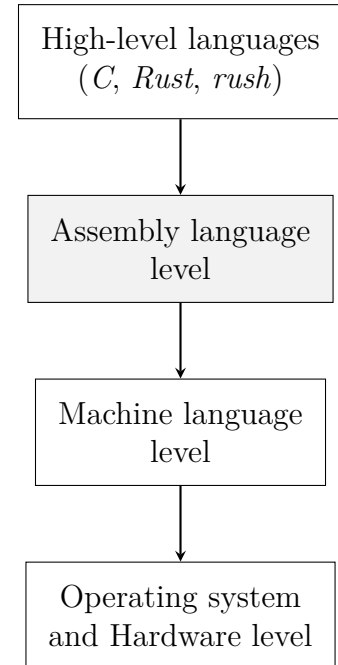 High-level languages
(C, Rust, rush)
Assembly language
level
Machine language
level
Operating system
and Hardware level